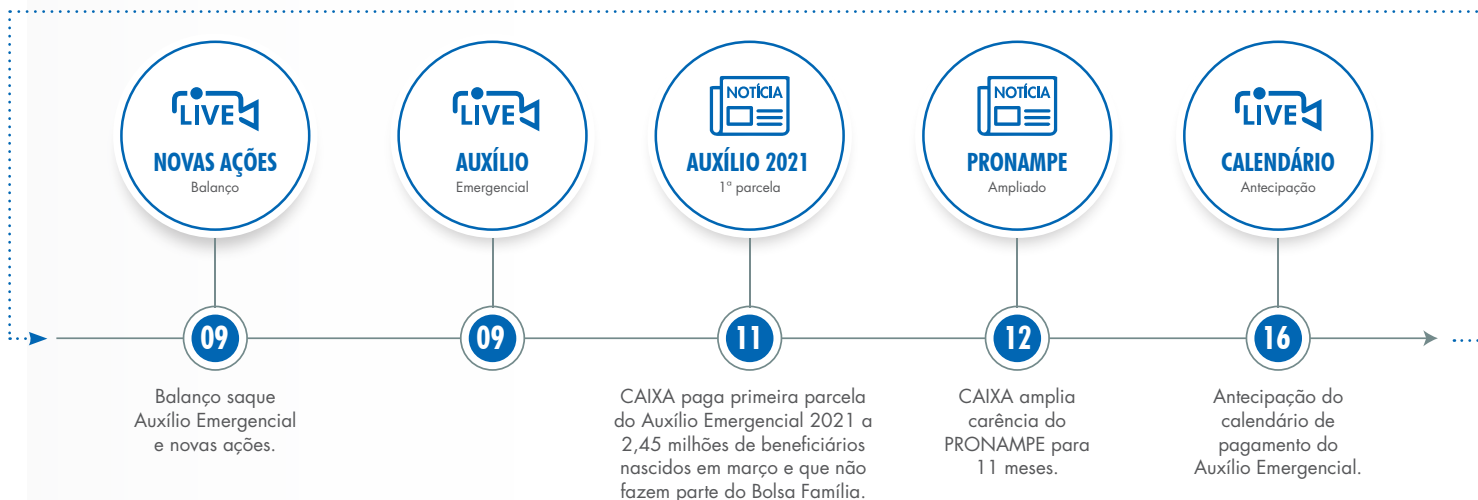 LIVE
NOVAS AÇÕES
Balanço
09
Balanço saque
Auxílio Emergencial
e novas ações.
LIVE
AUXÍLIO
Emergencial
09
NOTÍCIA
AUXÍLIO 2021
1ª parcela
11
CAIXA paga primeira parcela
do Auxílio Emergencial 2021 a
2,45 milhões de beneficiários
nascidos em março e que não
fazem parte do Bolsa Família.
NOTÍCIA
PRONAMPE
Ampliado
12
CAIXA amplia
carência do
PRONAMPE para
11 meses.
LIVE
CALENDÁRIO
Antecipação
16
Antecipação do
calendário de
pagamento do
Auxílio Emergencial.